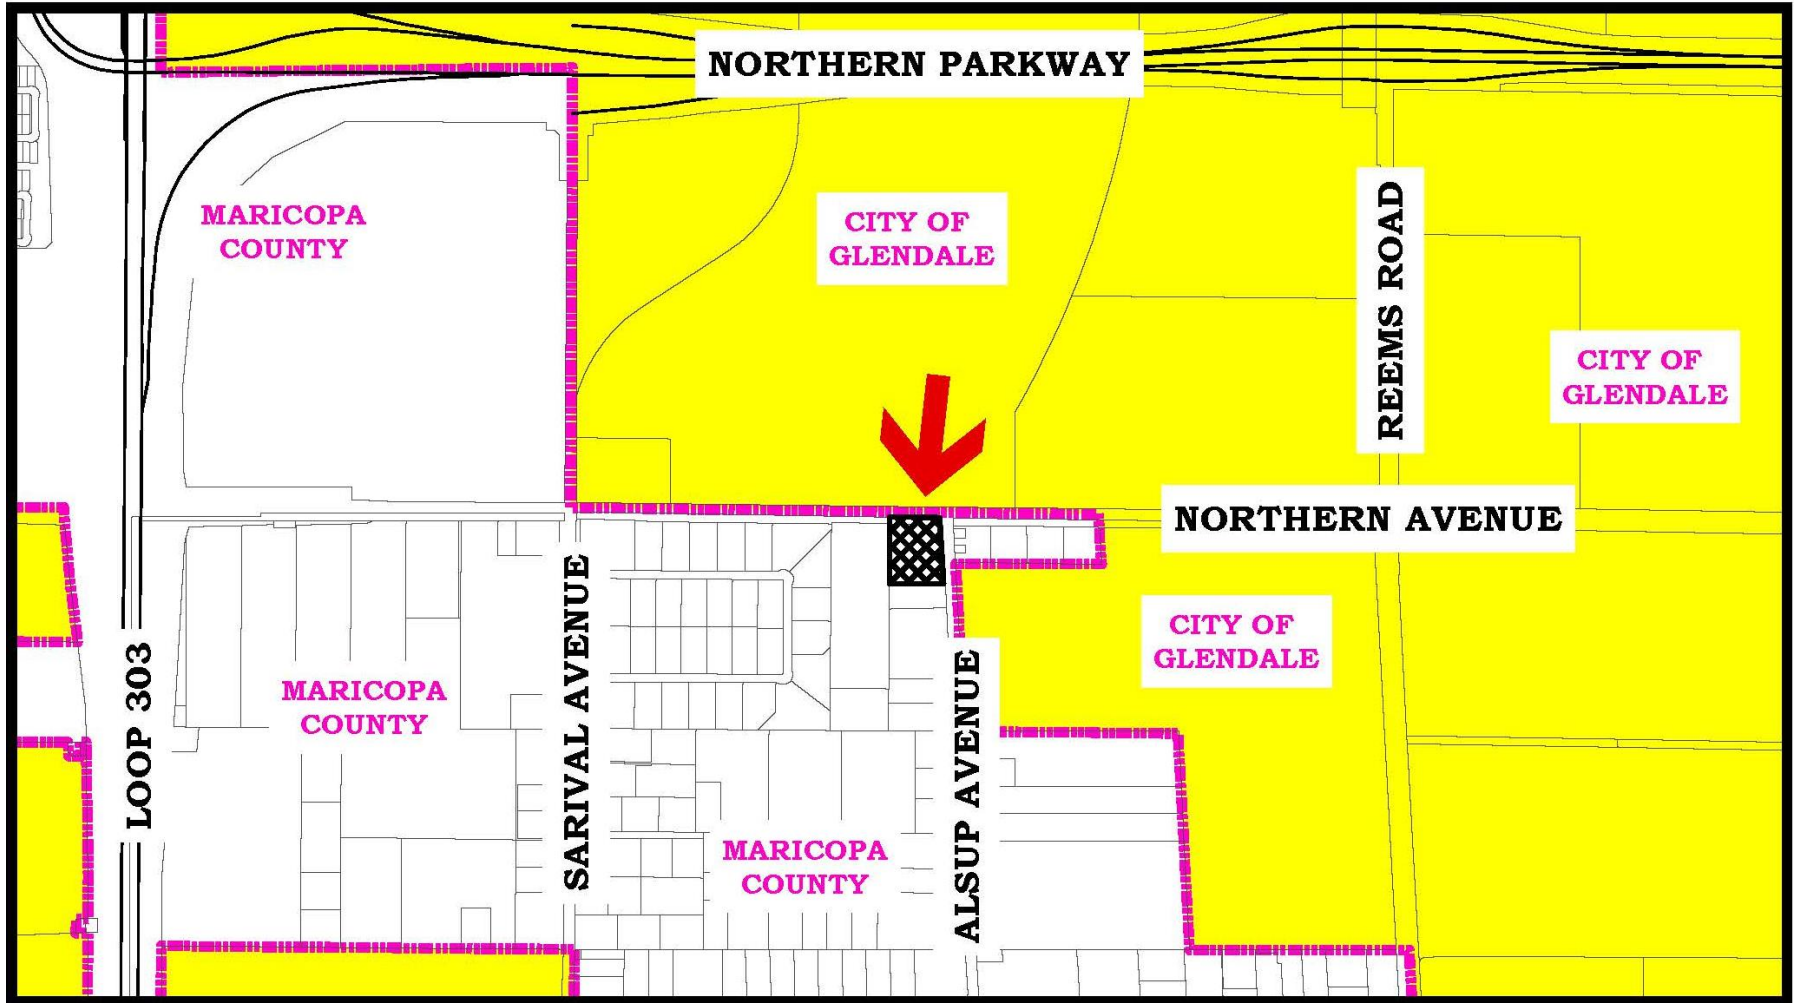 NORTHERN PARKWAY
MARICOPA
COUNTY
CITY OF
GLENDALE
REEMS ROAD
CITY OF
GLENDALE
NORTHERN AVENUE
LOOP 303
MARICOPA
COUNTY
SARIVAL AVENUE
CITY OF
GLENDALE
ALSUP AVENUE
MARICOPA
COUNTY